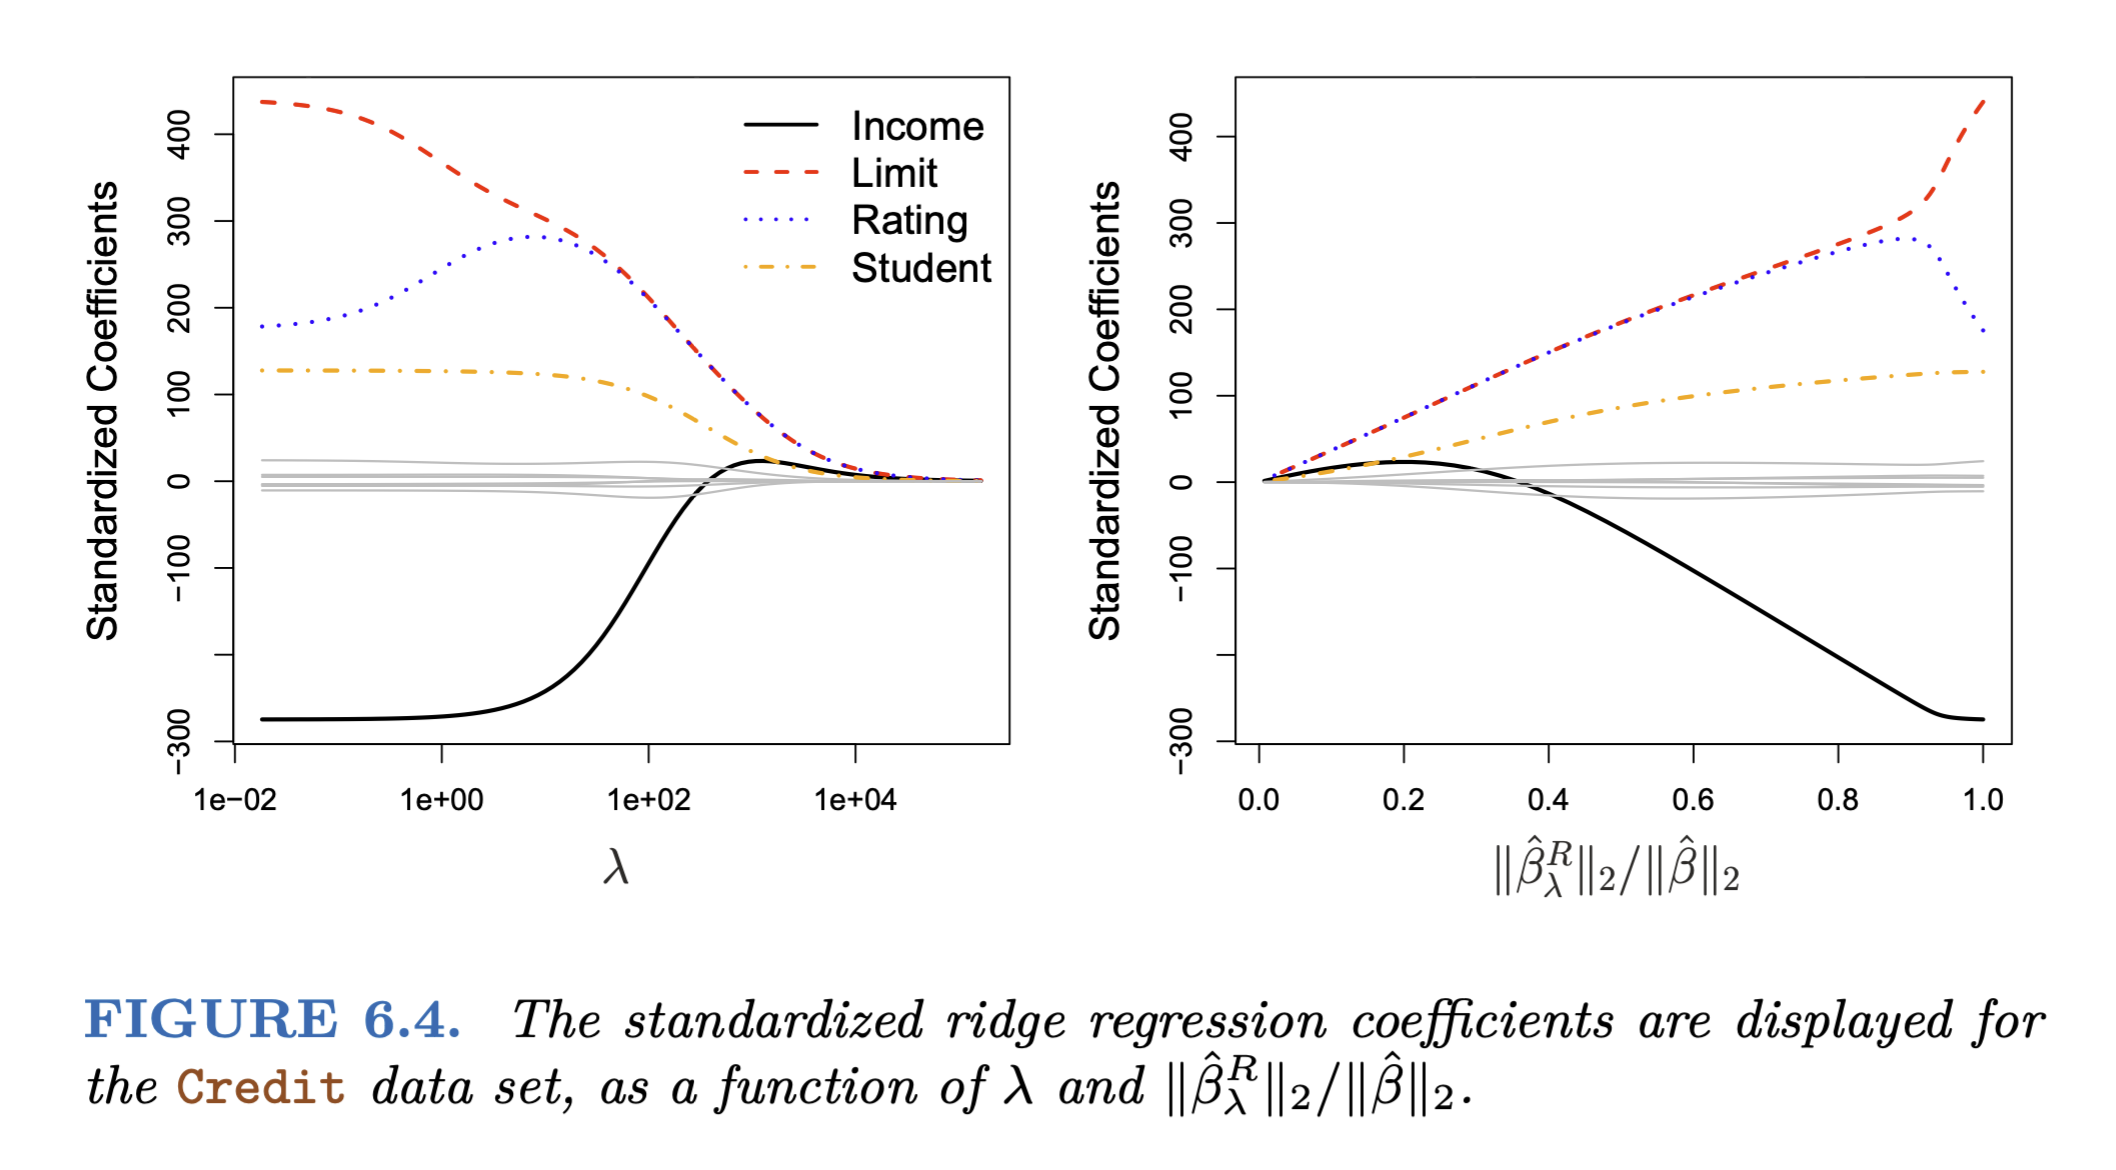 Standardized Coefficients
400
300
200
100
0
−100
−300
1e−02 1e+00 1e+02 1e+04
λ
Income
Limit
Rating
Student
Standardized Coefficients
400
300
200
100
0
−100
−300
0.0 0.2 0.4 0.6 0.8 1.0
‖β̂λᴿ‖₂/‖β̂‖₂
FIGURE 6.4. The standardized ridge regression coefficients are displayed for
the Credit data set, as a function of λ and ‖β̂λᴿ‖₂/‖β̂‖₂.